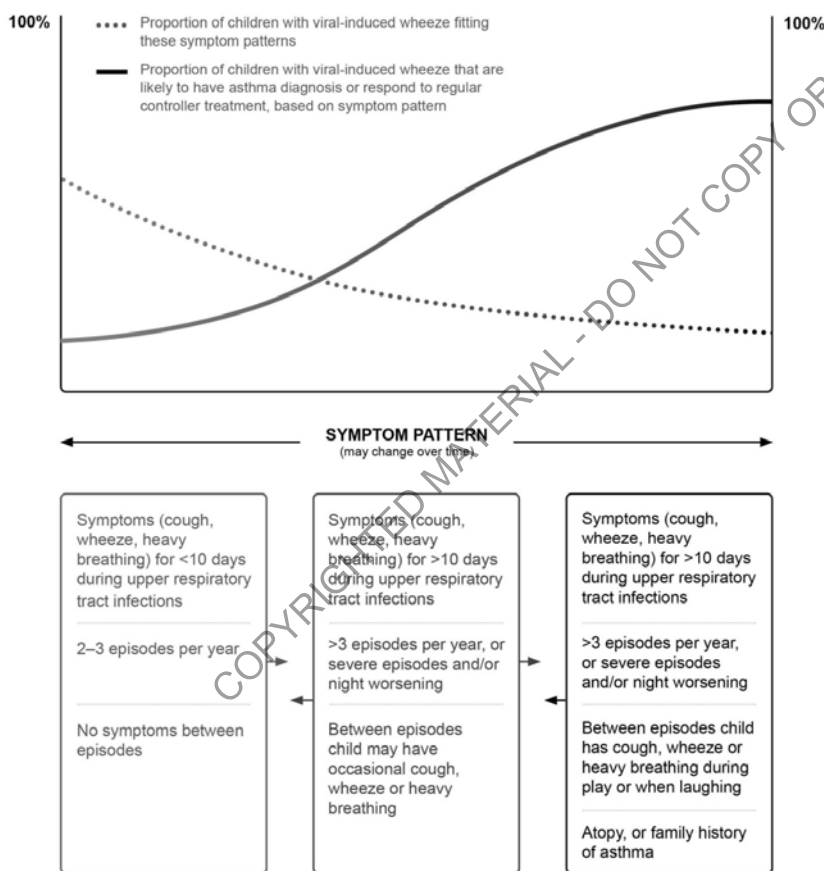 100%
100%
Proportion of children with viral-induced wheeze fitting
these symptom patterns
Proportion of children with viral-induced wheeze that are
likely to have asthma diagnosis or respond to regular
controller treatment, based on symptom pattern
SYMPTOM PATTERN
(may change over time)
Symptoms (cough,
wheeze, heavy
breathing) for <10 days
during upper respiratory
tract infections
2–3 episodes per year
No symptoms between
episodes
Symptoms (cough,
wheeze, heavy
breathing) for >10 days
during upper respiratory
tract infections
>3 episodes per year, or
severe episodes and/or
night worsening
Between episodes
child may have
occasional cough,
wheeze or heavy
breathing
Symptoms (cough,
wheeze, heavy
breathing) for >10 days
during upper respiratory
tract infections
>3 episodes per year,
or severe episodes
and/or night worsening
Between episodes child
has cough, wheeze or
heavy breathing during
play or when laughing
Atopy, or family history
of asthma
COPYRIGHTED MATERIAL - DO NOT COPY OR